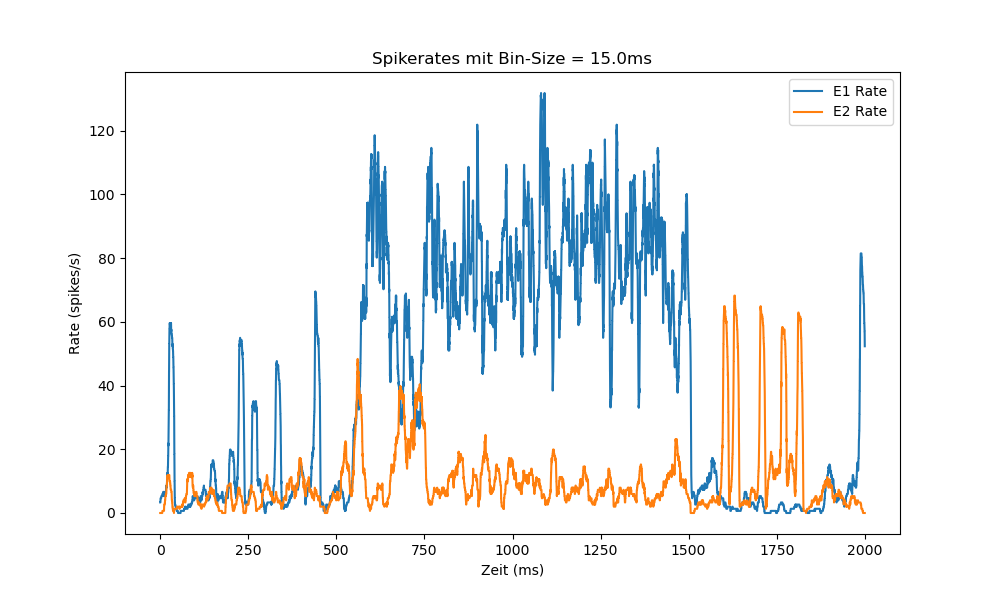 Spikerates mit Bin-Size = 15.0ms
E1 Rate
E2 Rate
120
100
80
60
40
20
0
Rate (spikes/s)
0 250 500 750 1000 1250 1500 1750 2000
Zeit (ms)